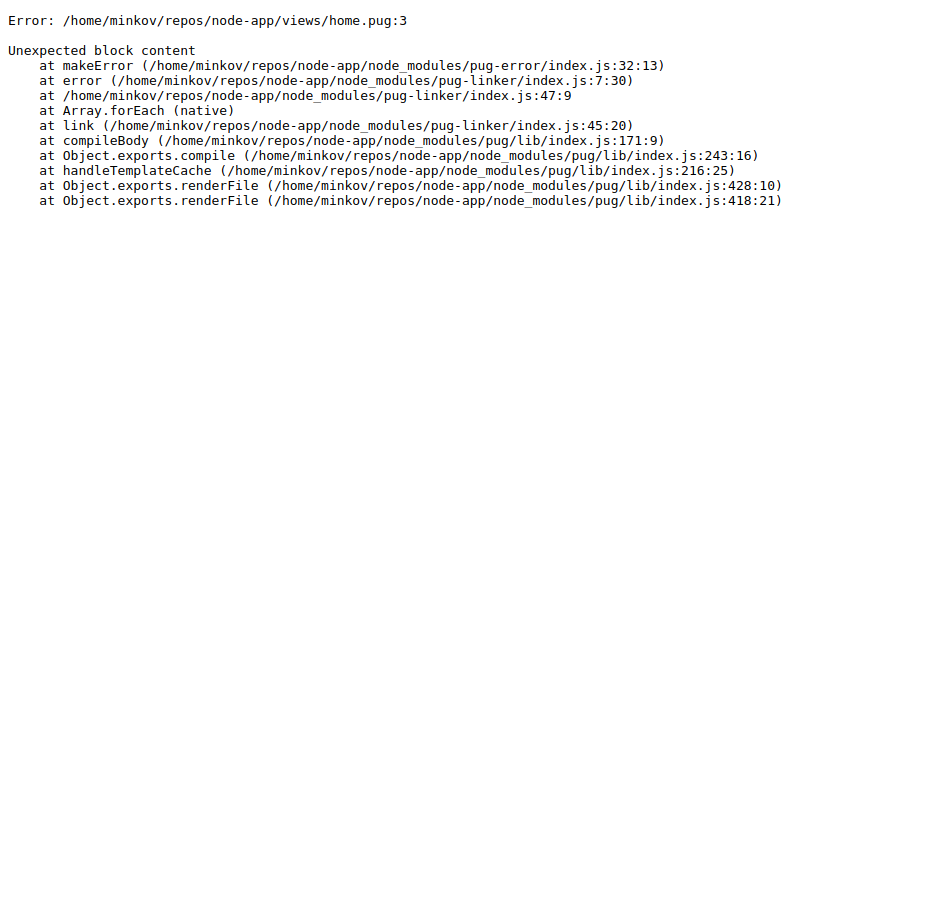 Error: /home/minkov/repos/node-app/views/home.pug:3

Unexpected block content
    at makeError (/home/minkov/repos/node-app/node_modules/pug-error/index.js:32:13)
    at error (/home/minkov/repos/node-app/node_modules/pug-linker/index.js:7:30)
    at /home/minkov/repos/node-app/node_modules/pug-linker/index.js:47:9
    at Array.forEach (native)
    at link (/home/minkov/repos/node-app/node_modules/pug-linker/index.js:45:20)
    at compileBody (/home/minkov/repos/node-app/node_modules/pug/lib/index.js:171:9)
    at Object.exports.compile (/home/minkov/repos/node-app/node_modules/pug/lib/index.js:243:16)
    at handleTemplateCache (/home/minkov/repos/node-app/node_modules/pug/lib/index.js:216:25)
    at Object.exports.renderFile (/home/minkov/repos/node-app/node_modules/pug/lib/index.js:428:10)
    at Object.exports.renderFile (/home/minkov/repos/node-app/node_modules/pug/lib/index.js:418:21)